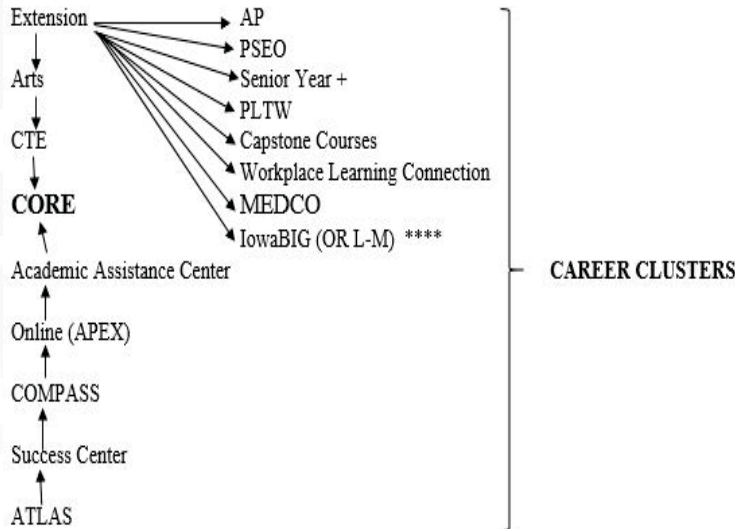 Extension
AP
PSEO
Arts
Senior Year +
PLTW
CTE
Capstone Courses
Workplace Learning Connection
CORE
MEDCO
IowaBIG (OR L-M) ****
Academic Assistance Center
CAREER CLUSTERS
Online (APEX)
COMPASS
Success Center
ATLAS